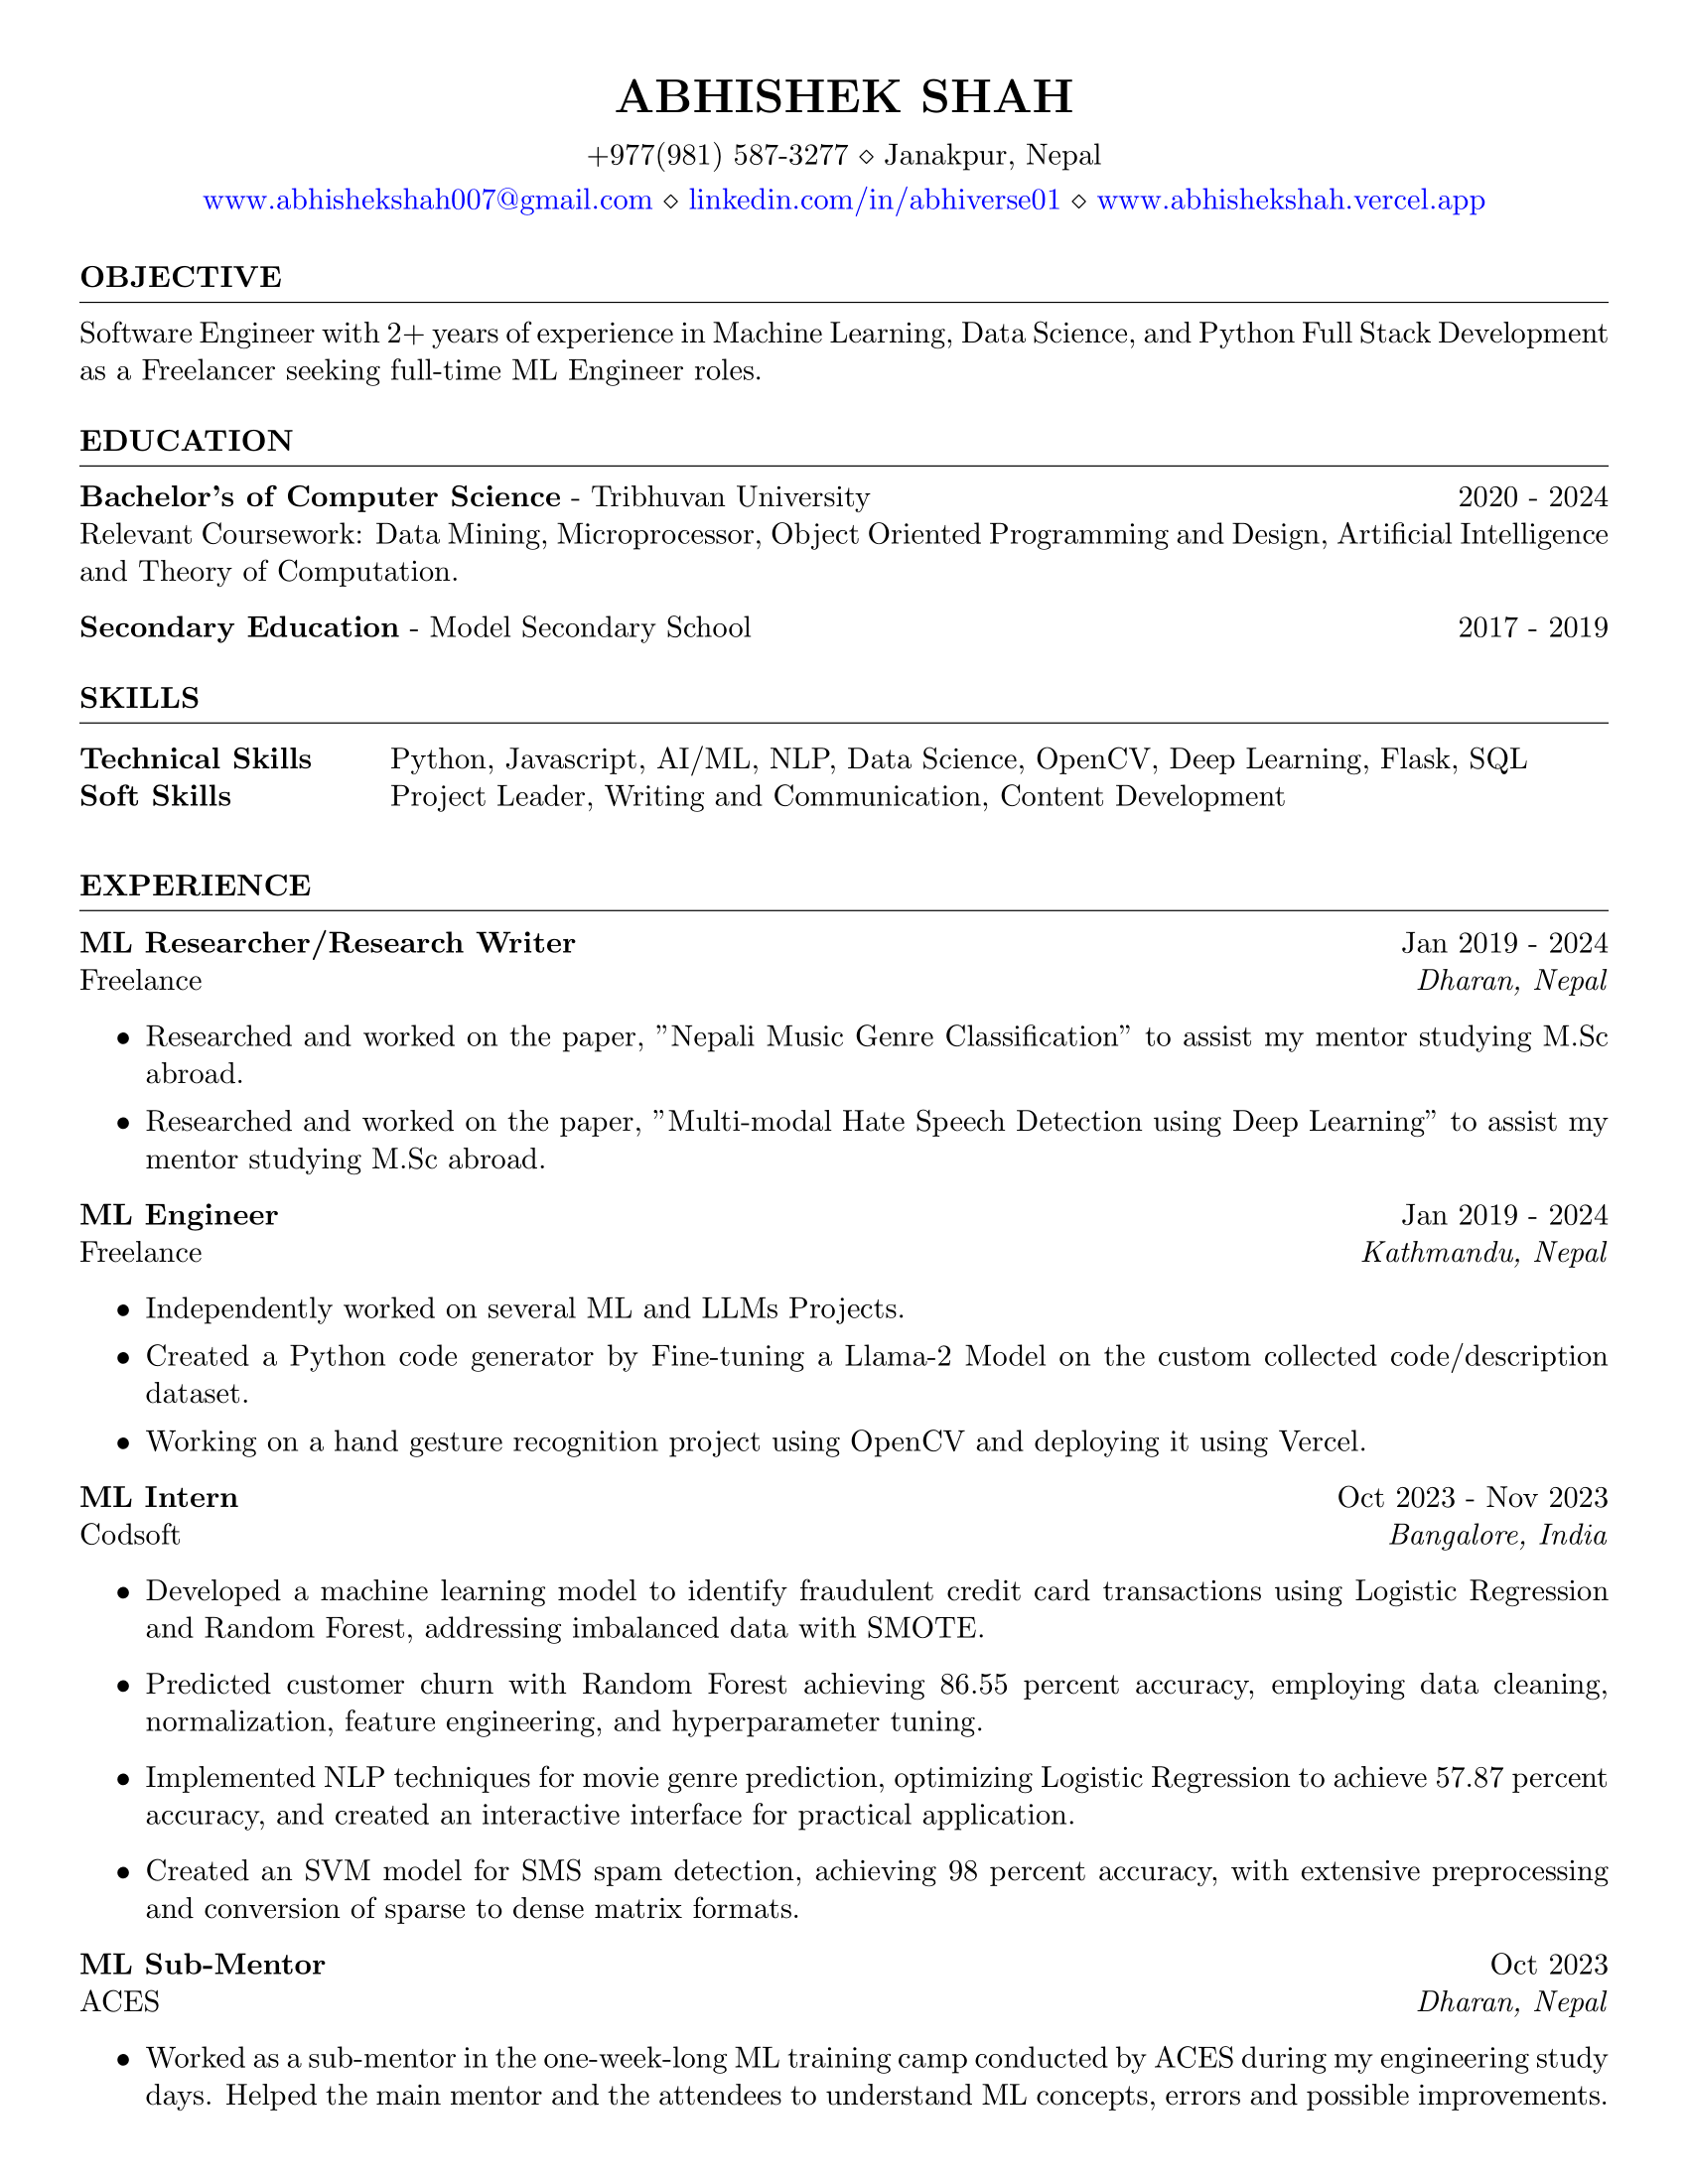 ABHISHEK SHAH
+977(981) 587-3277 ⋄ Janakpur, Nepal
www.abhishekshah007@gmail.com ⋄ linkedin.com/in/abhiverse01 ⋄ www.abhishekshah.vercel.app
OBJECTIVE
Software Engineer with 2+ years of experience in Machine Learning, Data Science, and Python Full Stack Development
as a Freelancer seeking full-time ML Engineer roles.
EDUCATION
Bachelor's of Computer Science - Tribhuvan University 2020 - 2024
Relevant Coursework: Data Mining, Microprocessor, Object Oriented Programming and Design, Artificial Intelligence
and Theory of Computation.
Secondary Education - Model Secondary School 2017 - 2019
SKILLS
Technical Skills Python, Javascript, AI/ML, NLP, Data Science, OpenCV, Deep Learning, Flask, SQL
Soft Skills Project Leader, Writing and Communication, Content Development
EXPERIENCE
ML Researcher/Research Writer Jan 2019 - 2024
Freelance Dharan, Nepal
• Researched and worked on the paper, ”Nepali Music Genre Classification” to assist my mentor studying M.Sc
abroad.
• Researched and worked on the paper, ”Multi-modal Hate Speech Detection using Deep Learning” to assist my
mentor studying M.Sc abroad.
ML Engineer Jan 2019 - 2024
Freelance Kathmandu, Nepal
• Independently worked on several ML and LLMs Projects.
• Created a Python code generator by Fine-tuning a Llama-2 Model on the custom collected code/description
dataset.
• Working on a hand gesture recognition project using OpenCV and deploying it using Vercel.
ML Intern Oct 2023 - Nov 2023
Codsoft Bangalore, India
• Developed a machine learning model to identify fraudulent credit card transactions using Logistic Regression
and Random Forest, addressing imbalanced data with SMOTE.
• Predicted customer churn with Random Forest achieving 86.55 percent accuracy, employing data cleaning,
normalization, feature engineering, and hyperparameter tuning.
• Implemented NLP techniques for movie genre prediction, optimizing Logistic Regression to achieve 57.87 percent
accuracy, and created an interactive interface for practical application.
• Created an SVM model for SMS spam detection, achieving 98 percent accuracy, with extensive preprocessing
and conversion of sparse to dense matrix formats.
ML Sub-Mentor Oct 2023
ACES Dharan, Nepal
• Worked as a sub-mentor in the one-week-long ML training camp conducted by ACES during my engineering study
days. Helped the main mentor and the attendees to understand ML concepts, errors and possible improvements.